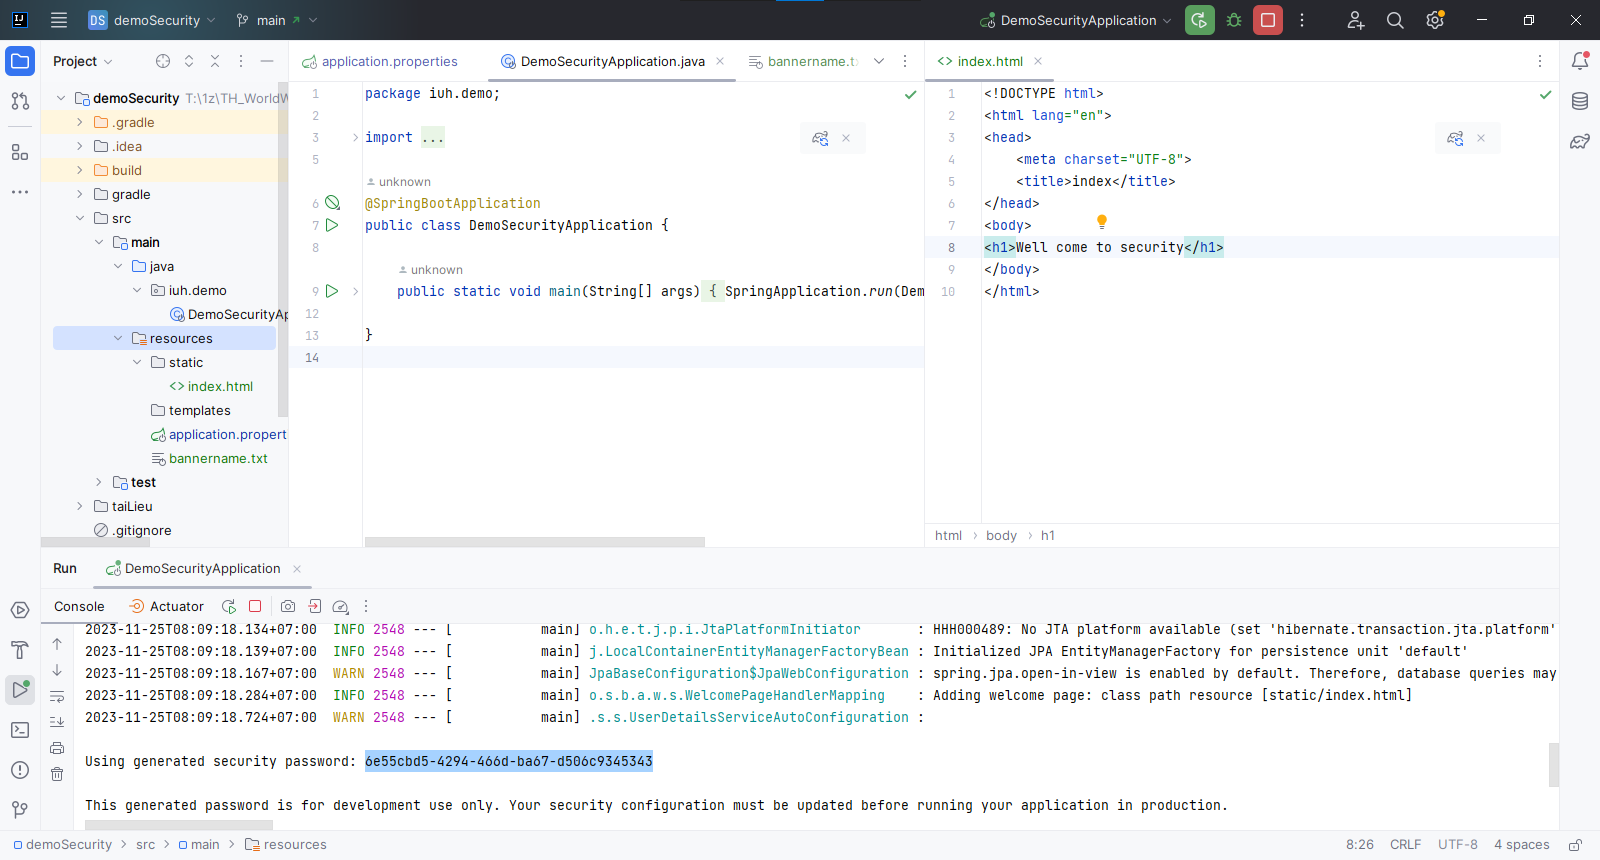 DS demoSecurity main DemoSecurityApplication
Project
demoSecurity T:\1z\TH_WorldW
.gradle
.idea
build
gradle
src
main
java
iuh.demo
DemoSecurityAp
resources
static
index.html
templates
application.propert
bannername.txt
test
taiLieu
.gitignore
application.properties DemoSecurityApplication.java bannername.t
1 package iuh.demo;
2
3 import ...
5
unknown
6 @SpringBootApplication
7 public class DemoSecurityApplication {
8
unknown
9 public static void main(String[] args) { SpringApplication.run(Dem
12
13 }
14
index.html
1 <!DOCTYPE html>
2 <html lang="en">
3 <head>
4 <meta charset="UTF-8">
5 <title>index</title>
6 </head>
7 <body>
8 <h1>Well come to security</h1>
9 </body>
10 </html>
html > body > h1
Run DemoSecurityApplication
Console Actuator
2023-11-25T08:09:18.134+07:00 INFO 2548 --- [ main] o.h.e.t.j.p.i.JtaPlatformInitiator : HHH000489: No JTA platform available (set 'hibernate.transaction.jta.platform'
2023-11-25T08:09:18.139+07:00 INFO 2548 --- [ main] j.LocalContainerEntityManagerFactoryBean : Initialized JPA EntityManagerFactory for persistence unit 'default'
2023-11-25T08:09:18.167+07:00 WARN 2548 --- [ main] JpaBaseConfiguration$JpaWebConfiguration : spring.jpa.open-in-view is enabled by default. Therefore, database queries may
2023-11-25T08:09:18.284+07:00 INFO 2548 --- [ main] o.s.b.a.w.s.WelcomePageHandlerMapping : Adding welcome page: class path resource [static/index.html]
2023-11-25T08:09:18.724+07:00 WARN 2548 --- [ main] .s.s.UserDetailsServiceAutoConfiguration :
Using generated security password: 6e55cbd5-4294-466d-ba67-d506c9345343
This generated password is for development use only. Your security configuration must be updated before running your application in production.
demoSecurity > src > main > resources 8:26 CRLF UTF-8 4 spaces